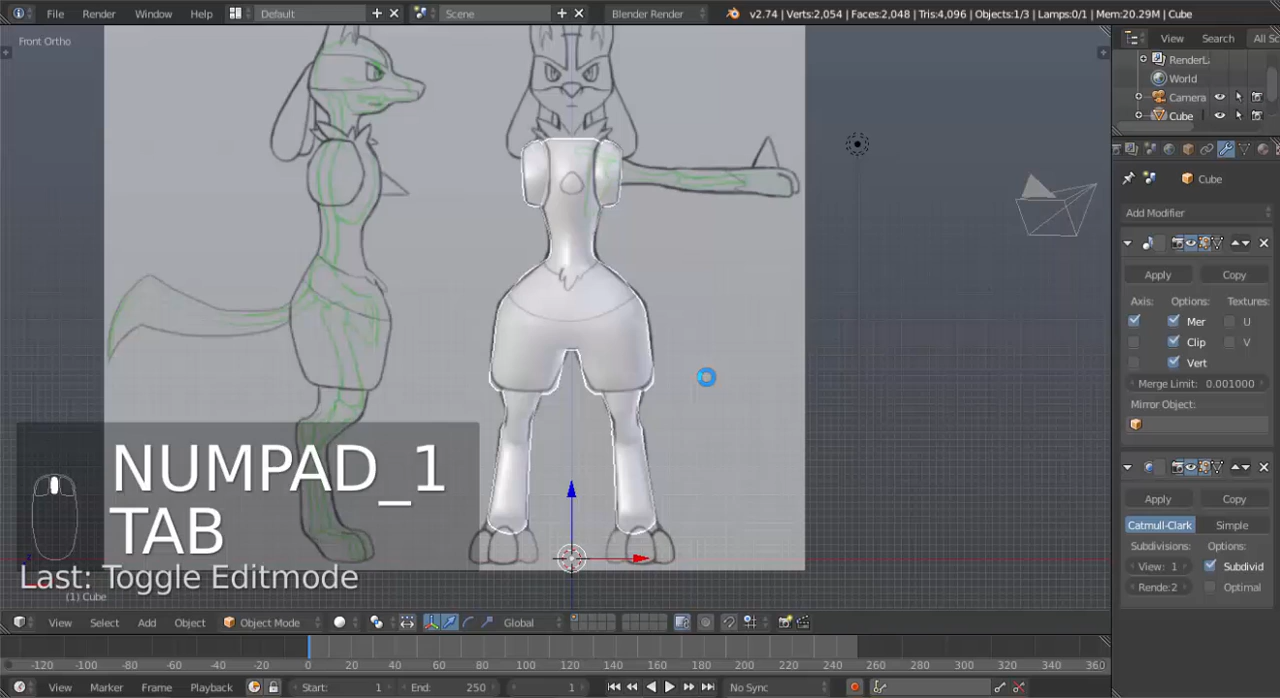 File Render Window Help Default Scene Blender Render v2.74 | Verts:2,054 | Faces:2,048 | Tris:4,096 | Objects:1/3 | Lamps:0/1 | Mem:20.29M | Cube
Front Ortho
View Search All Sc
RenderL
World
Camera
Cube
Cube
Add Modifier
Apply Copy
Axis: Options: Textures:
Mer U
Clip V
Vert
Merge Limit: 0.001000
Mirror Object:
Apply Copy
Catmull-Clark Simple
Subdivisions: Options:
View: 1 Subdivid
Rende:2 Optimal
NUMPAD_1
TAB
Last: Toggle Editmode
(1) Cube
View Select Add Object Object Mode Global
-120 -100 -80 -60 -40 -20 0 20 40 60 80 100 120 140 160 180 200 220 240 260 280 300 320 340 360
View Marker Frame Playback Start: 1 End: 250 1 No Sync